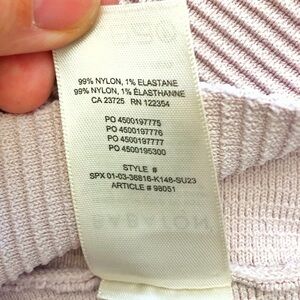 99% NYLON, 1% ELASTANE
99% NYLON, 1% ÉLASTHANNE
CA 23725 RN 122354
PO 4500197775
PO 4500197776
PO 4500197777
PO 4500195300
STYLE #
SPX 01-03-36816-K148-SU23
ARTICLE # 98051